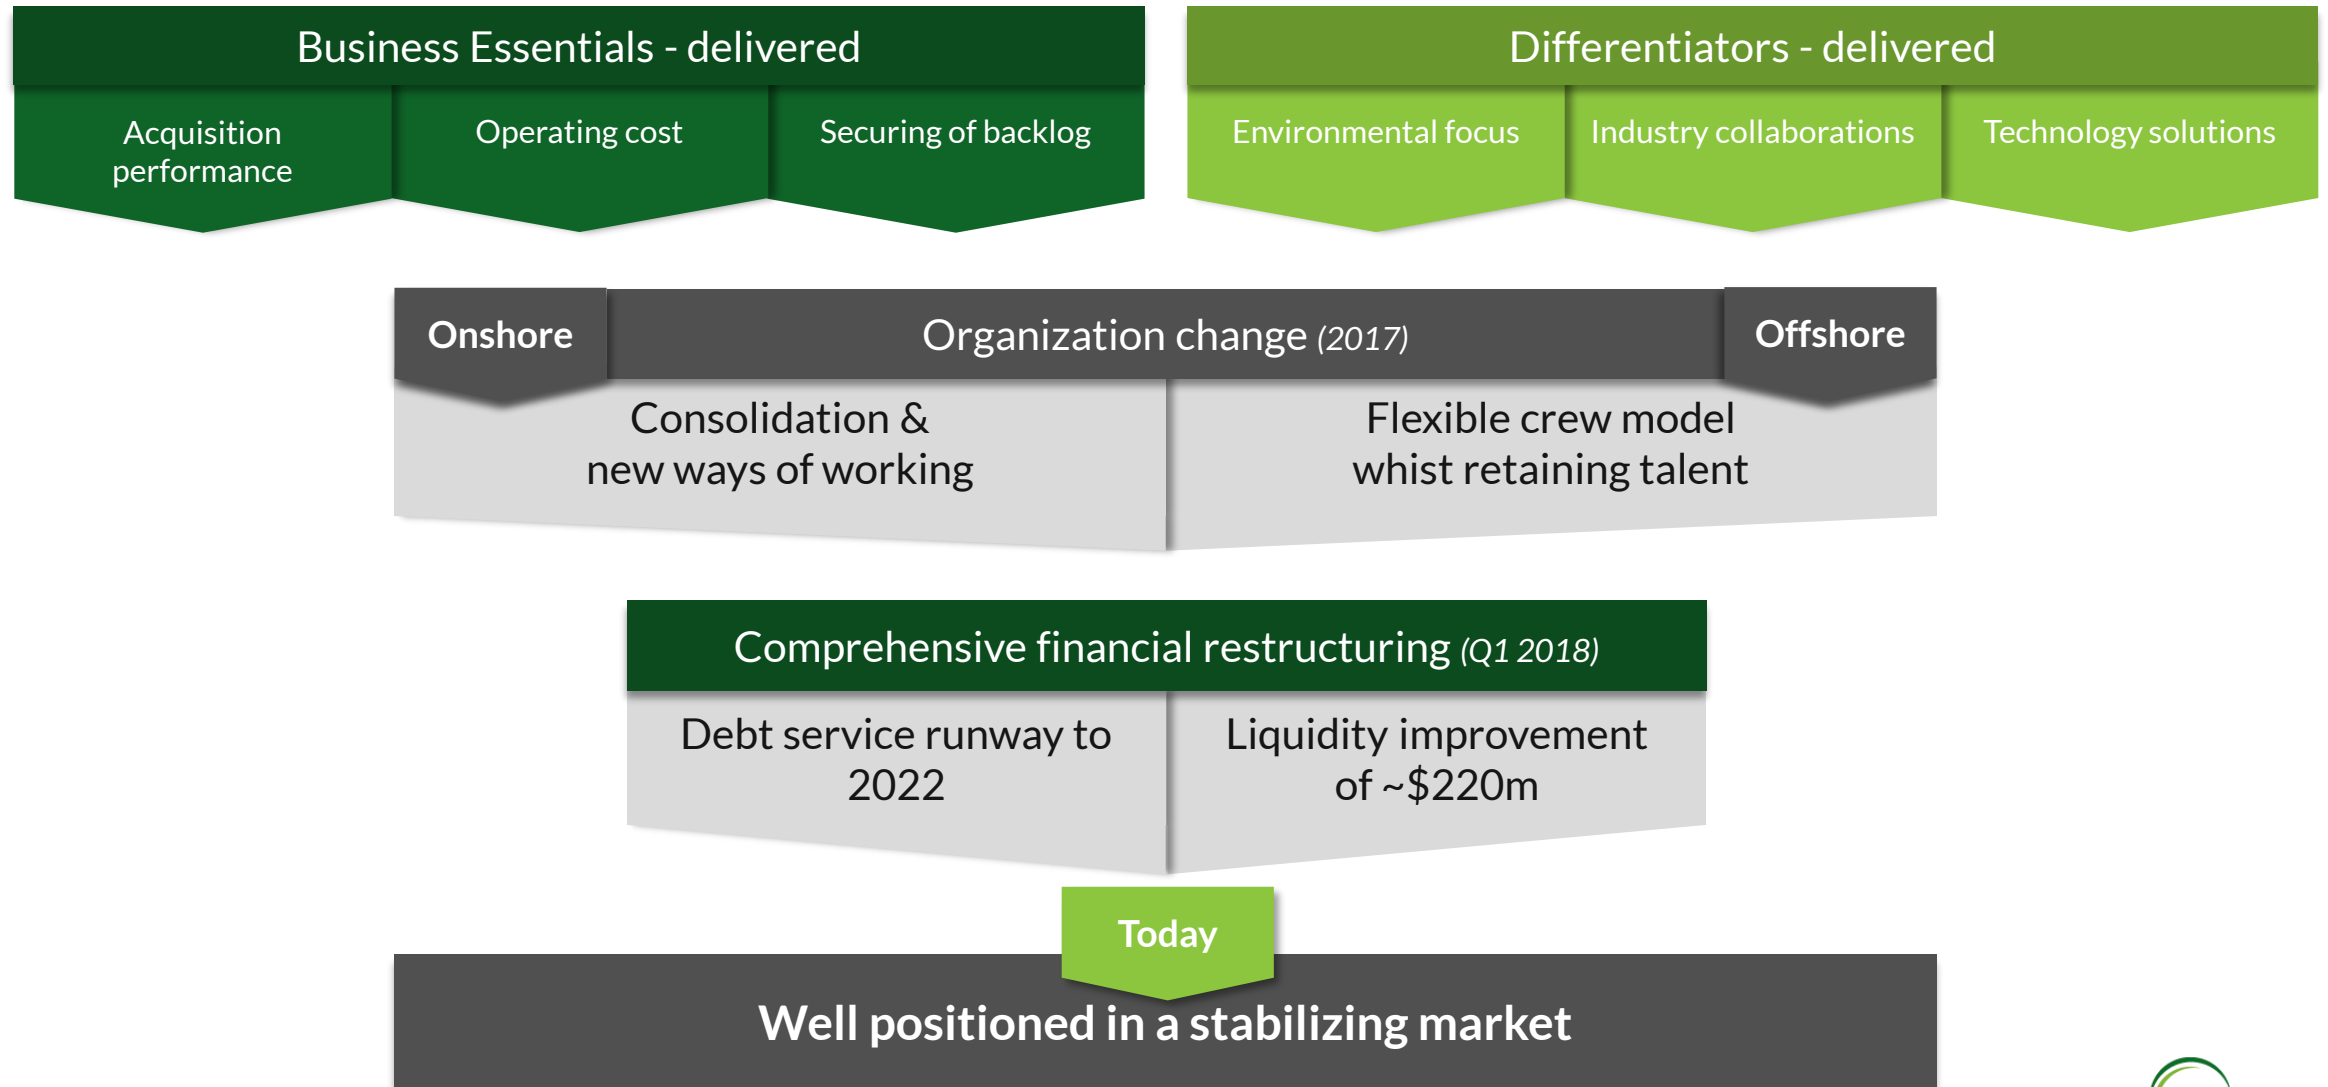 Business Essentials - delivered
Acquisition
performance
Operating cost
Securing of backlog
Differentiators - delivered
Environmental focus
Industry collaborations
Technology solutions
Onshore
Organization change (2017)
Offshore
Consolidation &
new ways of working
Flexible crew model
whist retaining talent
Comprehensive financial restructuring (Q1 2018)
Debt service runway to
2022
Liquidity improvement
of ~$220m
Today
Well positioned in a stabilizing market